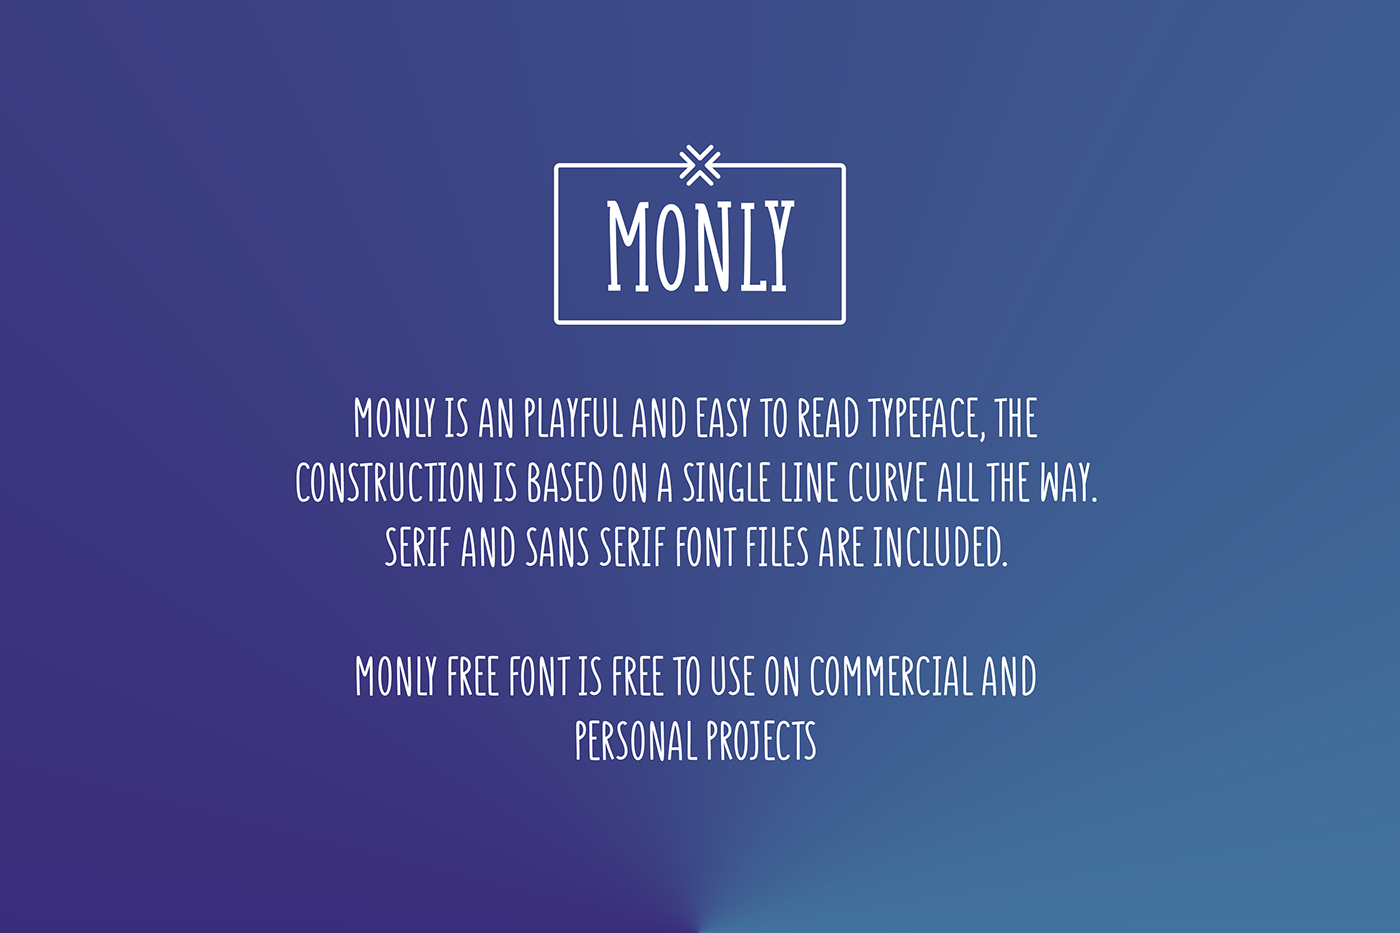 MONLY
MONLY IS AN PLAYFUL AND EASY TO READ TYPEFACE, THE
CONSTRUCTION IS BASED ON A SINGLE LINE CURVE ALL THE WAY.
SERIF AND SANS SERIF FONT FILES ARE INCLUDED.
MONLY FREE FONT IS FREE TO USE ON COMMERCIAL AND
PERSONAL PROJECTS